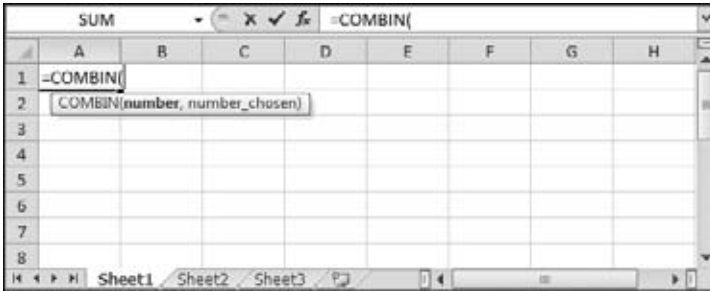 SUM =COMBIN(
A B C D E F G H
1 =COMBIN(
2 COMBIN(number, number_chosen)
3
4
5
6
7
8
Sheet1 Sheet2 Sheet3